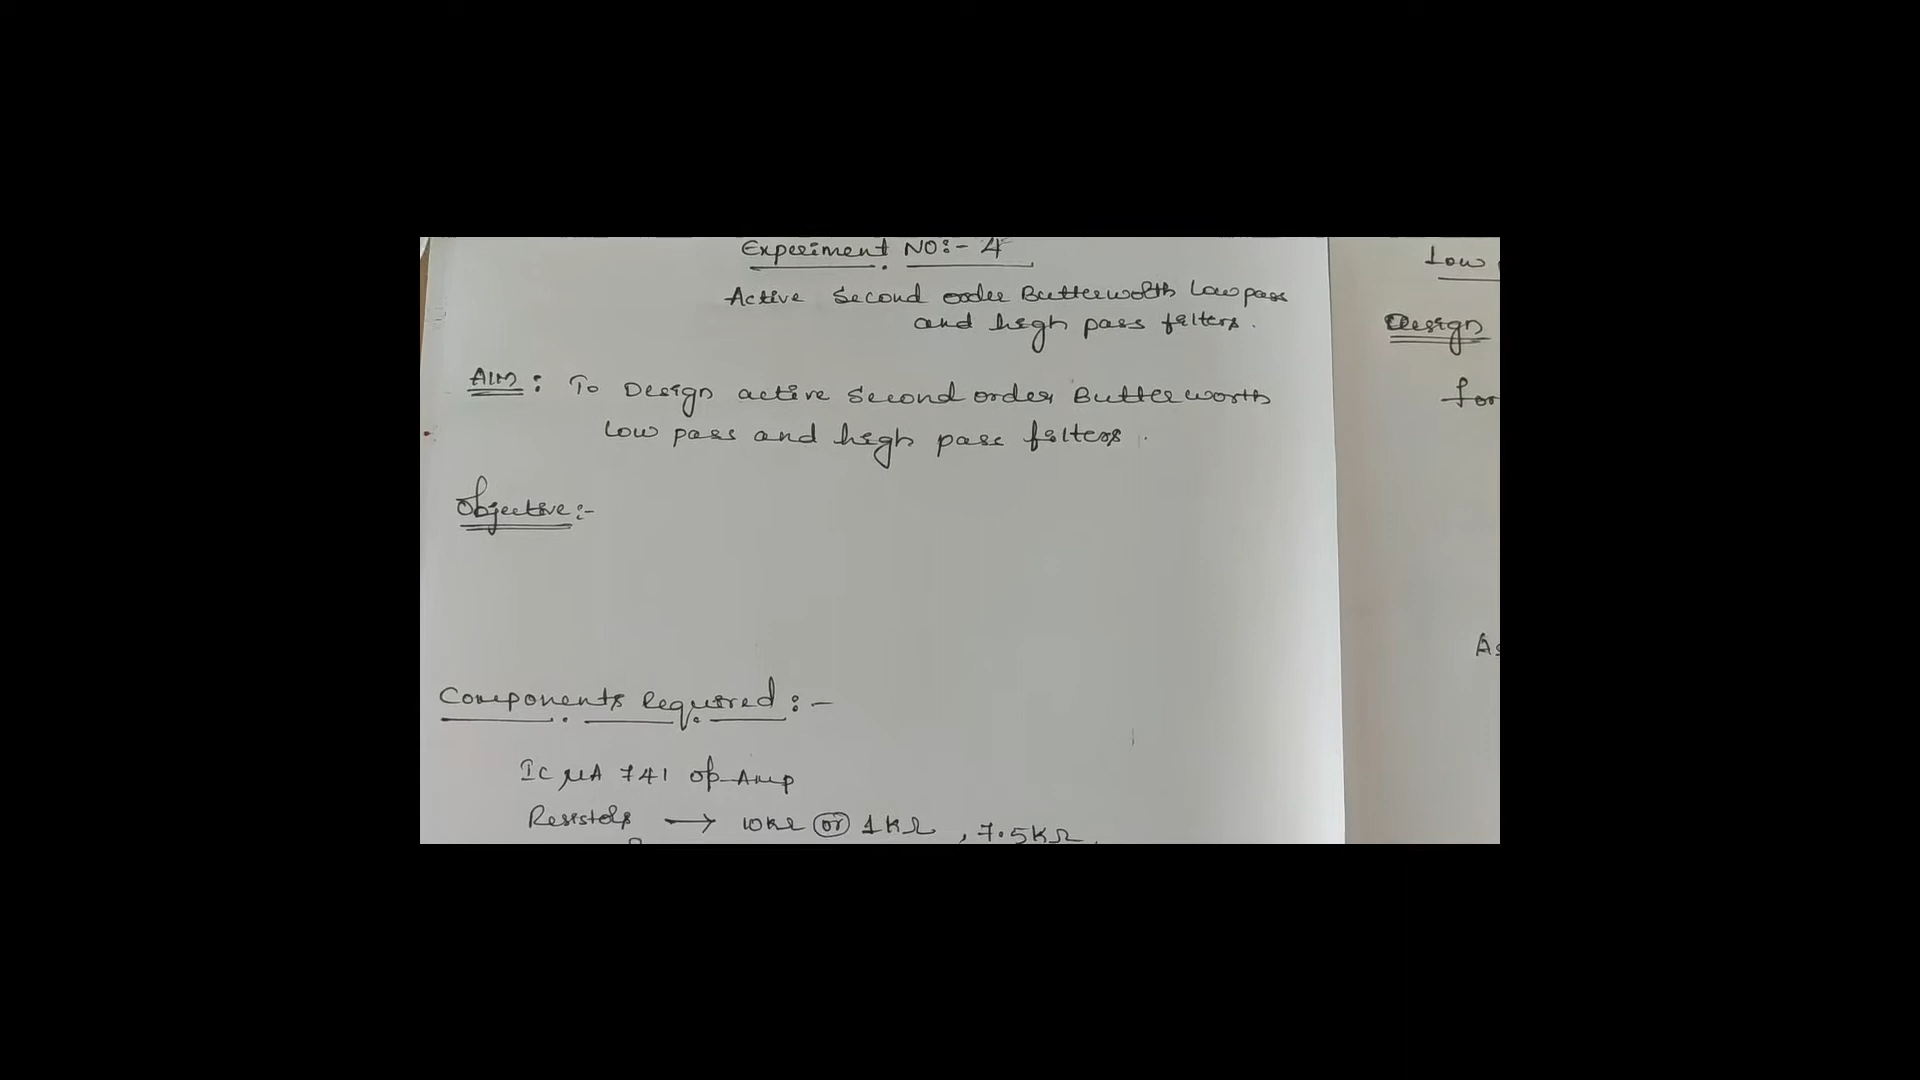 Experiment NO:- 4
Active Second order Butterworth Low pass
and high pass filters.
AIM: To Design active Second order Butterworth
Low pass and high pass filters.
Objective:-
Components Required:-
IC μA 741 Op-Amp
Resistors → 10KΩ or 1KΩ, 7.5KΩ.
Low
Design
for